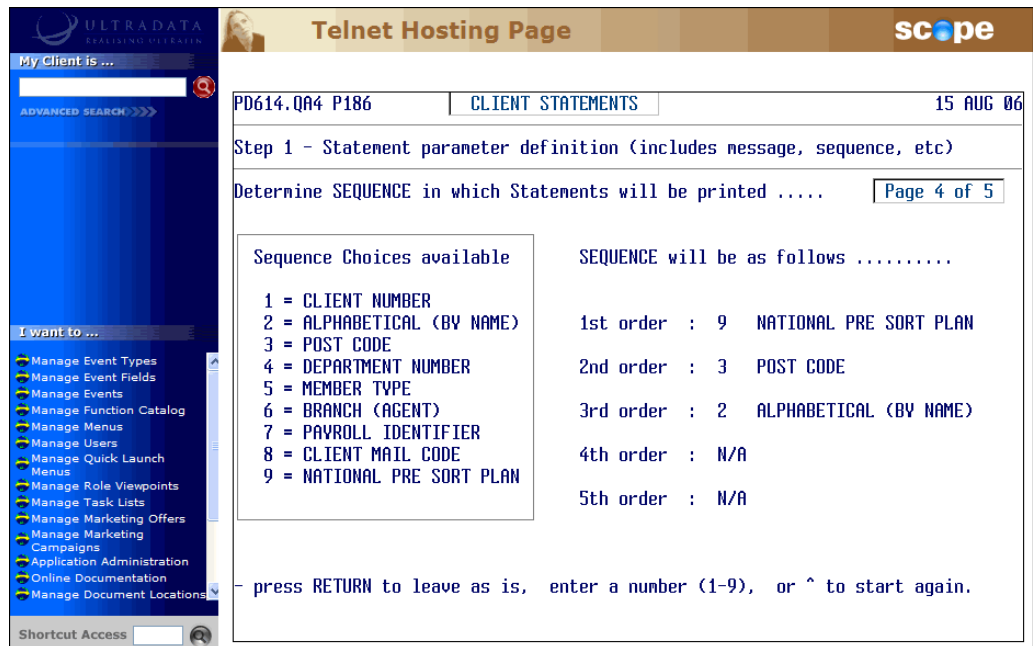 ULTRADATA
REALISING ULTRATEK
Telnet Hosting Page
scope
My Client is ...
ADVANCED SEARCH
PD614.QA4 P186
CLIENT STATEMENTS
15 AUG 06
Step 1 - Statement parameter definition (includes message, sequence, etc)
Determine SEQUENCE in which Statements will be printed .....
Page 4 of 5
Sequence Choices available
1 = CLIENT NUMBER
2 = ALPHABETICAL (BY NAME)
3 = POST CODE
4 = DEPARTMENT NUMBER
5 = MEMBER TYPE
6 = BRANCH (AGENT)
7 = PAYROLL IDENTIFIER
8 = CLIENT MAIL CODE
9 = NATIONAL PRE SORT PLAN
SEQUENCE will be as follows ..........
1st order : 9 NATIONAL PRE SORT PLAN
2nd order : 3 POST CODE
3rd order : 2 ALPHABETICAL (BY NAME)
4th order : N/A
5th order : N/A
- press RETURN to leave as is, enter a number (1-9), or ^ to start again.
I want to ...
Manage Event Types
Manage Event Fields
Manage Events
Manage Function Catalog
Manage Menus
Manage Users
Manage Quick Launch
Menus
Manage Role Viewpoints
Manage Task Lists
Manage Marketing Offers
Manage Marketing
Campaigns
Application Administration
Online Documentation
Manage Document Locations
Shortcut Access